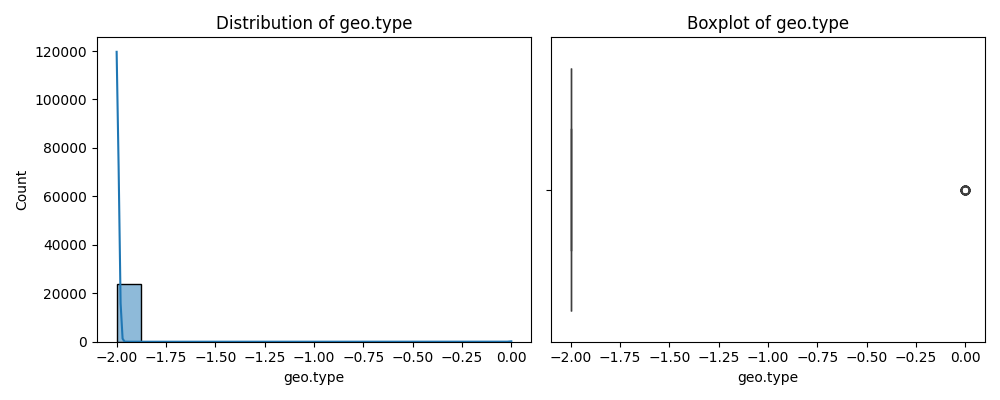 Distribution of geo.type
Count
120000
100000
80000
60000
40000
20000
0
−2.00 −1.75 −1.50 −1.25 −1.00 −0.75 −0.50 −0.25 0.00
geo.type
Boxplot of geo.type
−2.00 −1.75 −1.50 −1.25 −1.00 −0.75 −0.50 −0.25 0.00
geo.type